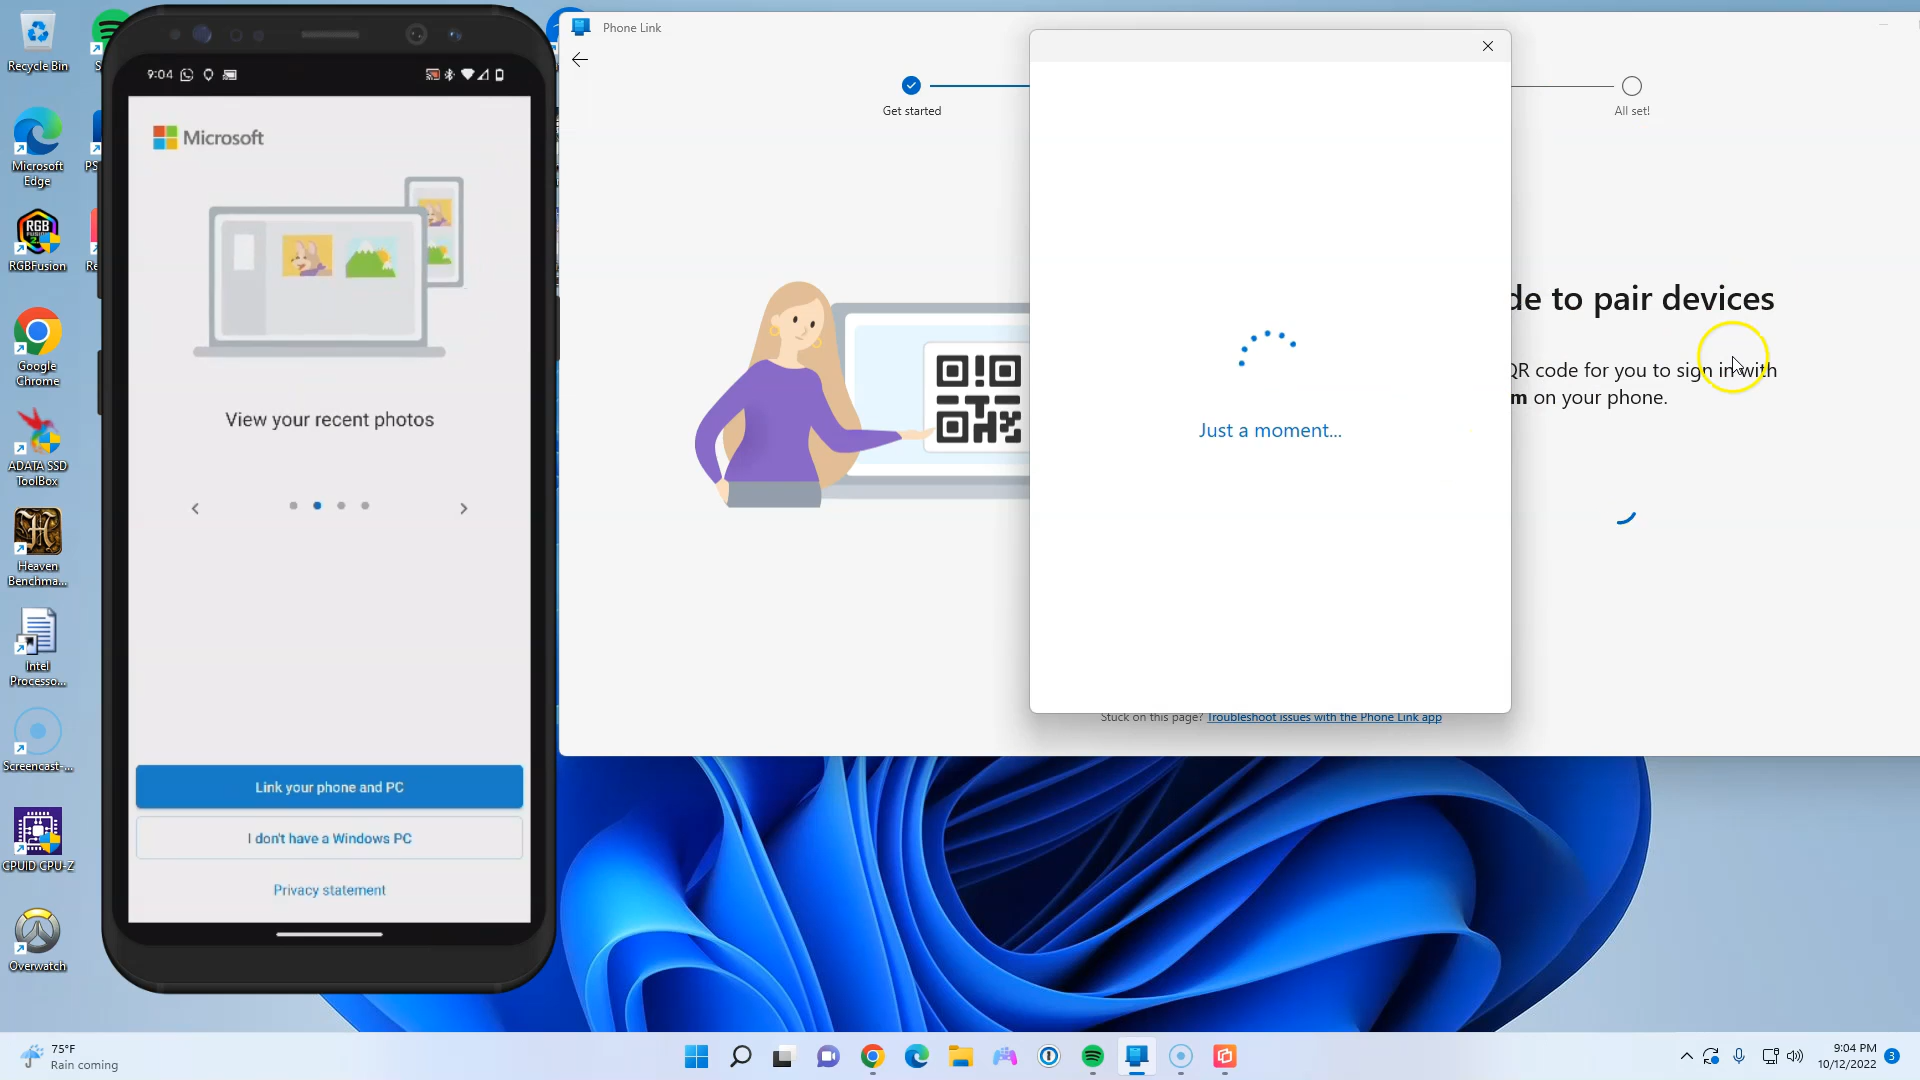 Recycle Bin
S
Microsoft
Edge
PS
RGB
RGBFusion
Re
Google
Chrome
ADATA SSD
ToolBox
Heaven
Benchma...
Intel
Processo...
Screencast-...
CPUID CPU-Z
Overwatch
9:04
Microsoft
View your recent photos
Link your phone and PC
I don't have a Windows PC
Privacy statement
Phone Link
Get started
All set!
de to pair devices
QR code for you to sign in with
m on your phone.
Just a moment...
Stuck on this page? Troubleshoot issues with the Phone Link app
75°F
Rain coming
9:04 PM
10/12/2022
3